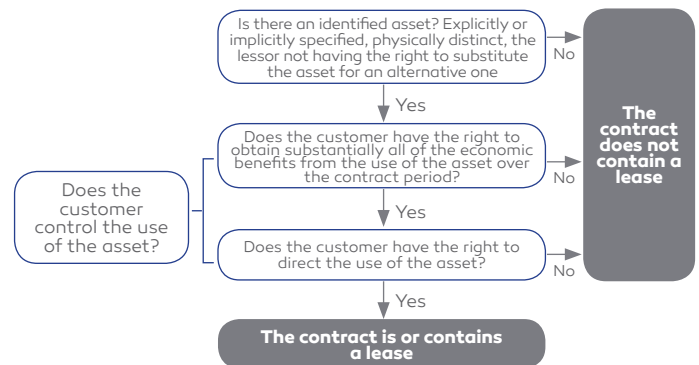 Is there an identified asset? Explicitly or
implicitly specified, physically distinct, the
lessor not having the right to substitute
the asset for an alternative one
No
Yes
The
contract
does not
contain a
lease
Does the customer have the right to
obtain substantially all of the economic
benefits from the use of the asset over
the contract period?
No
Does the
customer
control the use
of the asset?
Yes
Does the customer have the right to
direct the use of the asset?
No
Yes
The contract is or contains
a lease